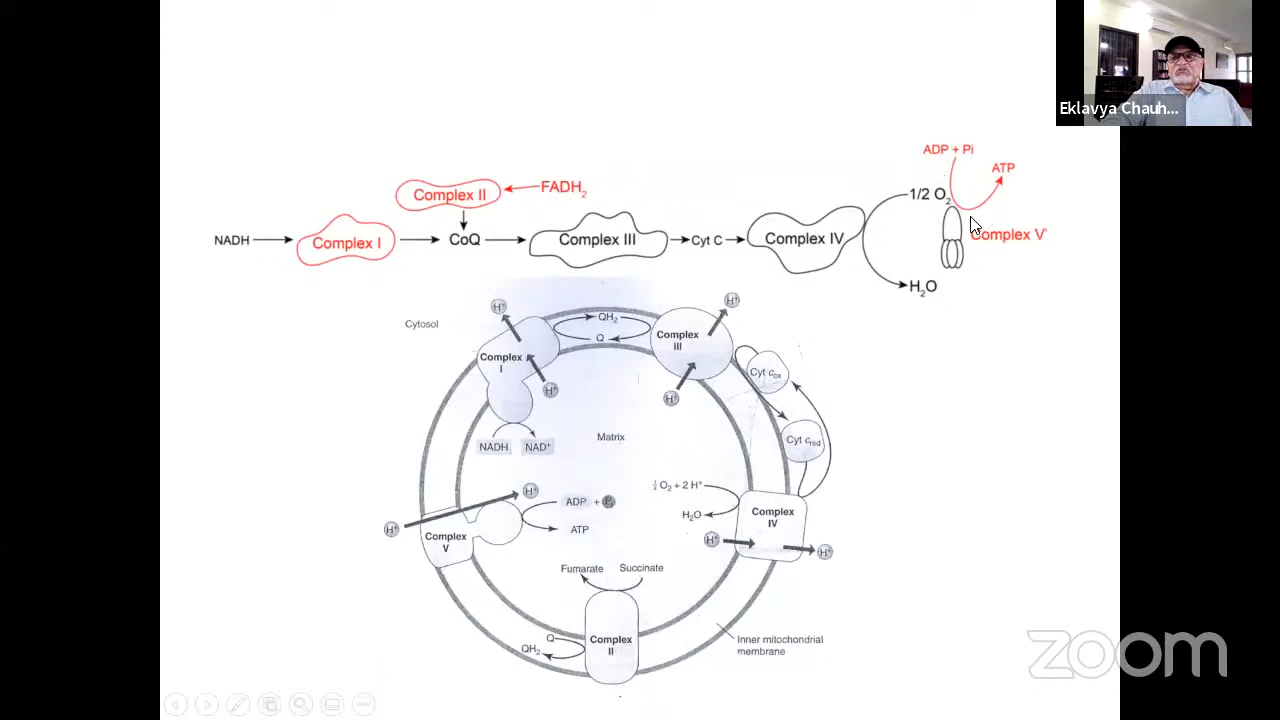 Eklavya Chauh...
ADP + Pi
ATP
Complex II
FADH2
1/2 O2
NADH
Complex I
CoQ
Complex III
Cyt C
Complex IV
Complex V
H2O
H+
QH2
H+
Cytosol
Q
Complex
III
Complex
I
Cyt cox
H+
H+
Matrix
Cyt cred
NADH
NAD+
1/2 O2 + 2 H+
H+
ADP + Pi
H2O
Complex
IV
H+
ATP
Complex
V
H+
H+
Fumarate
Succinate
Q
QH2
Complex
II
Inner mitochondrial
membrane
zoom